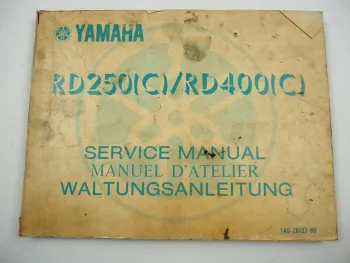 YAMAHA
RD250(C)/RD400(C)
SERVICE MANUAL
MANUEL D'ATELIER
WALTUNGSANLEITUNG